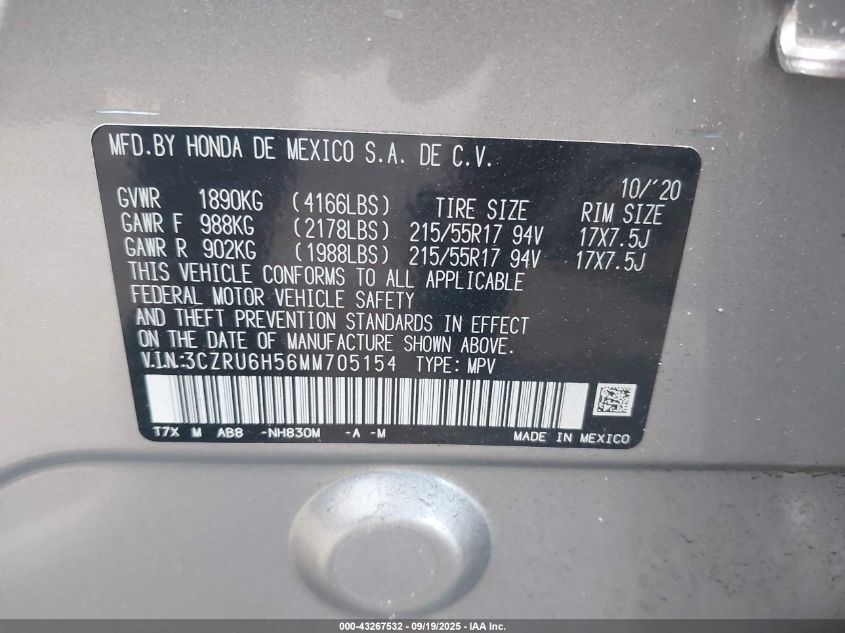 MFD.BY HONDA DE MEXICO S.A. DE C.V.
10/'20
GVWR 1890KG (4166LBS) TIRE SIZE RIM SIZE
GAWR F 988KG (2178LBS) 215/55R17 94V 17X7.5J
GAWR R 902KG (1988LBS) 215/55R17 94V 17X7.5J
THIS VEHICLE CONFORMS TO ALL APPLICABLE
FEDERAL MOTOR VEHICLE SAFETY
AND THEFT PREVENTION STANDARDS IN EFFECT
ON THE DATE OF MANUFACTURE SHOWN ABOVE.
V.I.N.:3CZRU6H56MM705154 TYPE: MPV
T7X M AB8 -NH830M -A -M MADE IN MEXICO
000-43267532 - 09/19/2025 - IAA Inc.